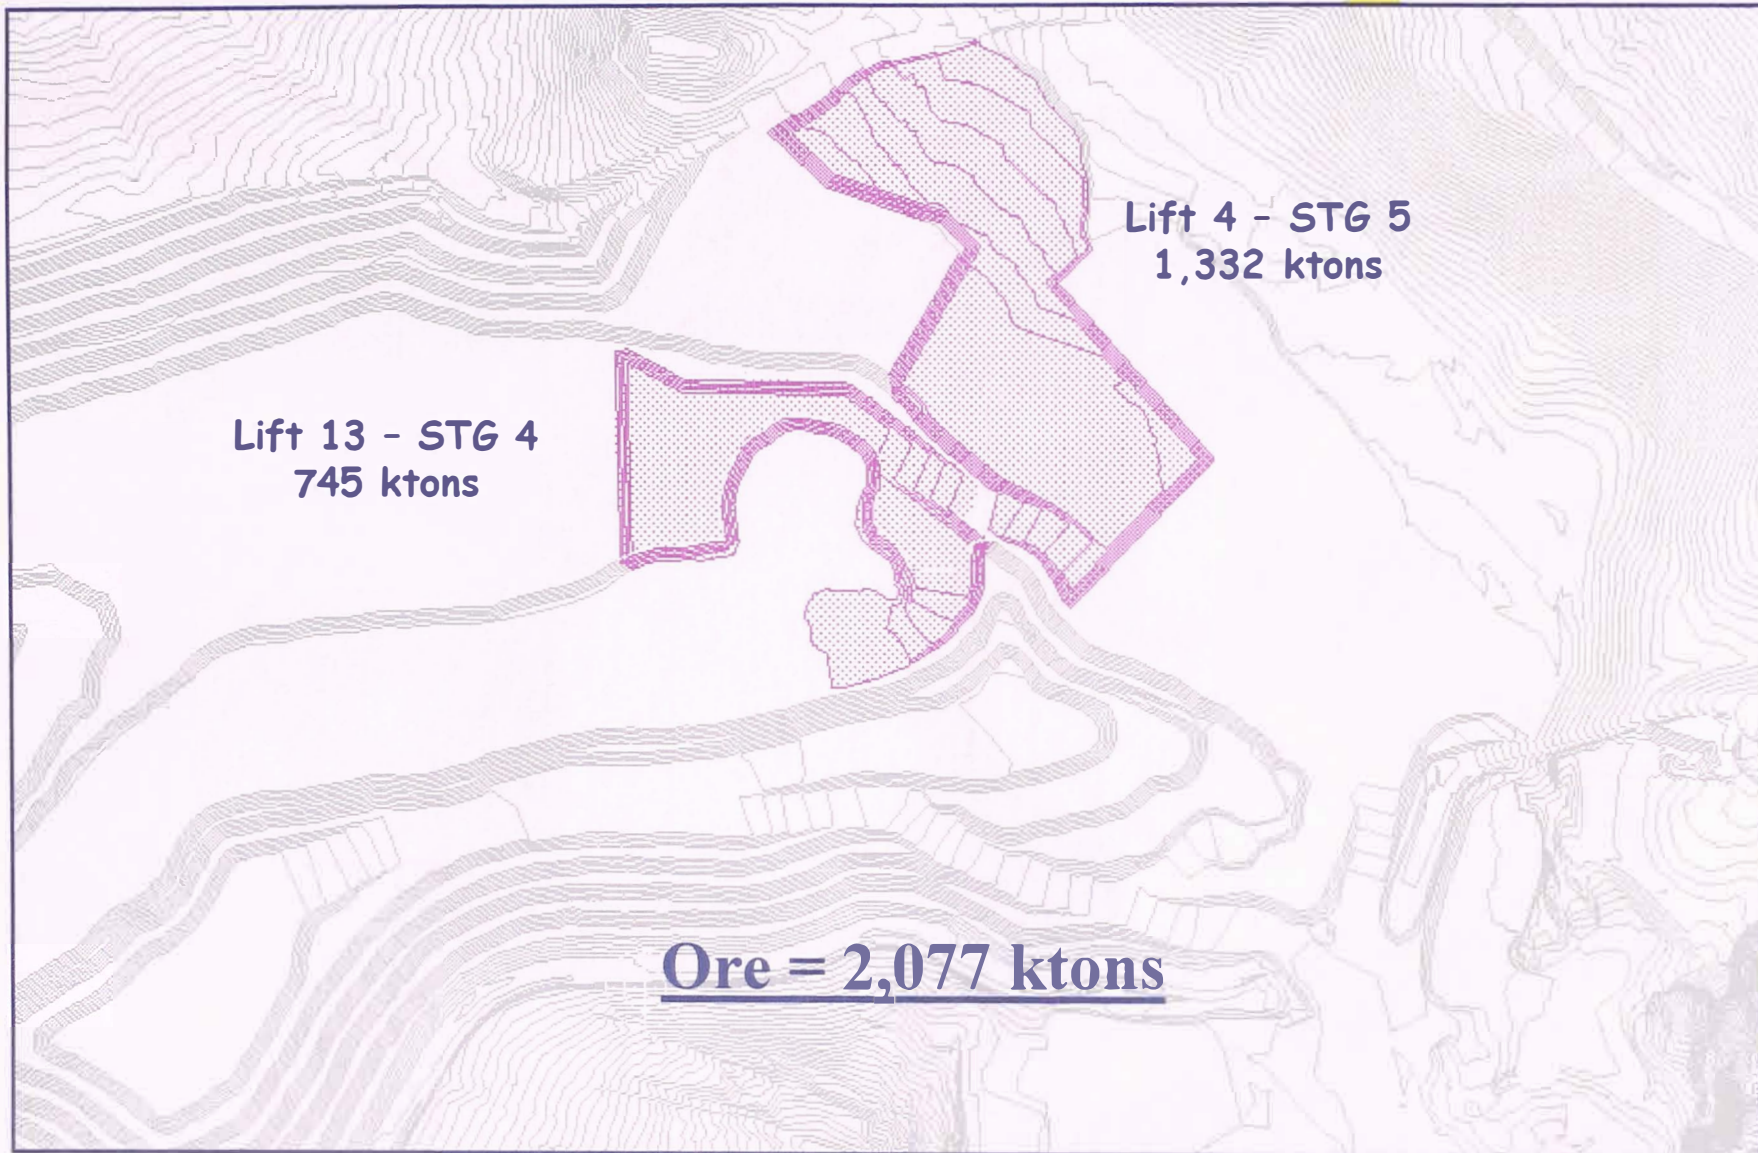 Lift 4 - STG 5
1,332 ktons
Lift 13 - STG 4
745 ktons
Ore = 2,077 ktons